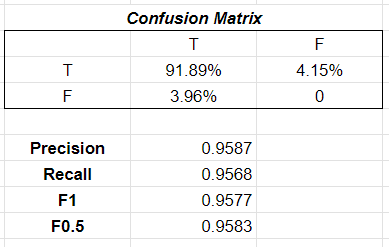 Confusion Matrix
T F
T 91.89% 4.15%
F 3.96% 0
Precision 0.9587
Recall 0.9568
F1 0.9577
F0.5 0.9583